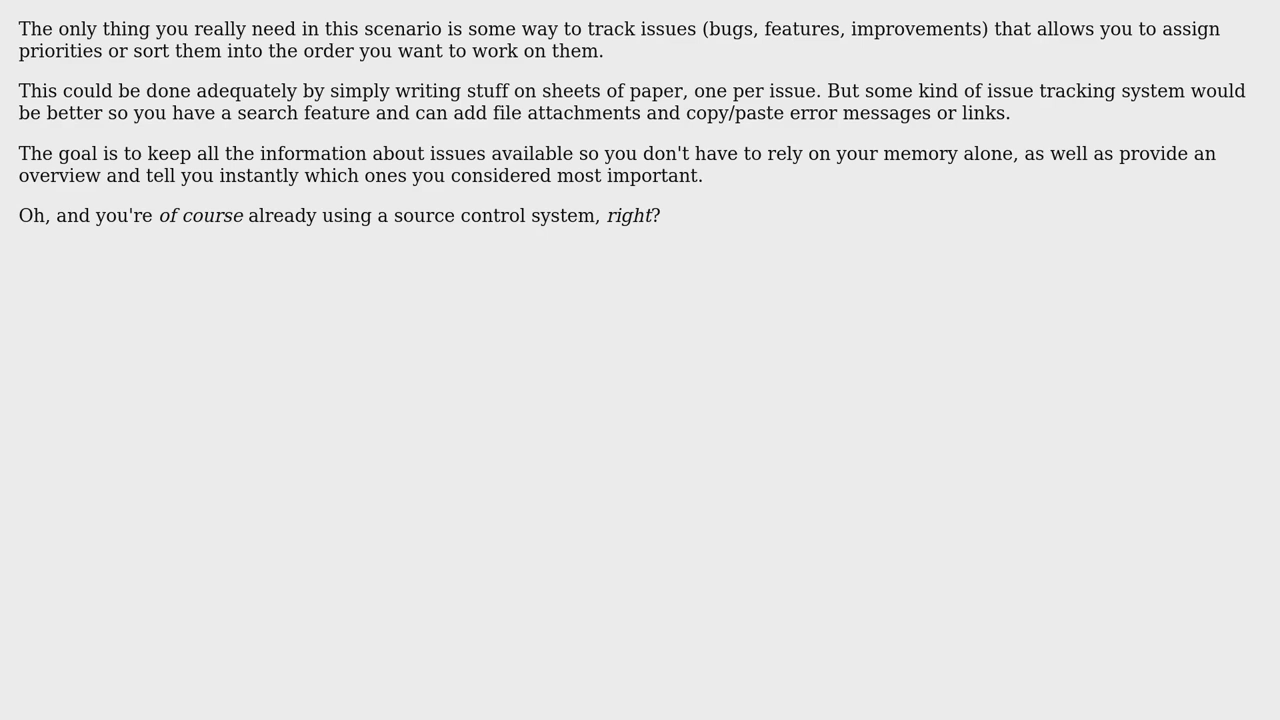 The only thing you really need in this scenario is some way to track issues (bugs, features, improvements) that allows you to assign
priorities or sort them into the order you want to work on them.
This could be done adequately by simply writing stuff on sheets of paper, one per issue. But some kind of issue tracking system would
be better so you have a search feature and can add file attachments and copy/paste error messages or links.
The goal is to keep all the information about issues available so you don't have to rely on your memory alone, as well as provide an
overview and tell you instantly which ones you considered most important.
Oh, and you're of course already using a source control system, right?